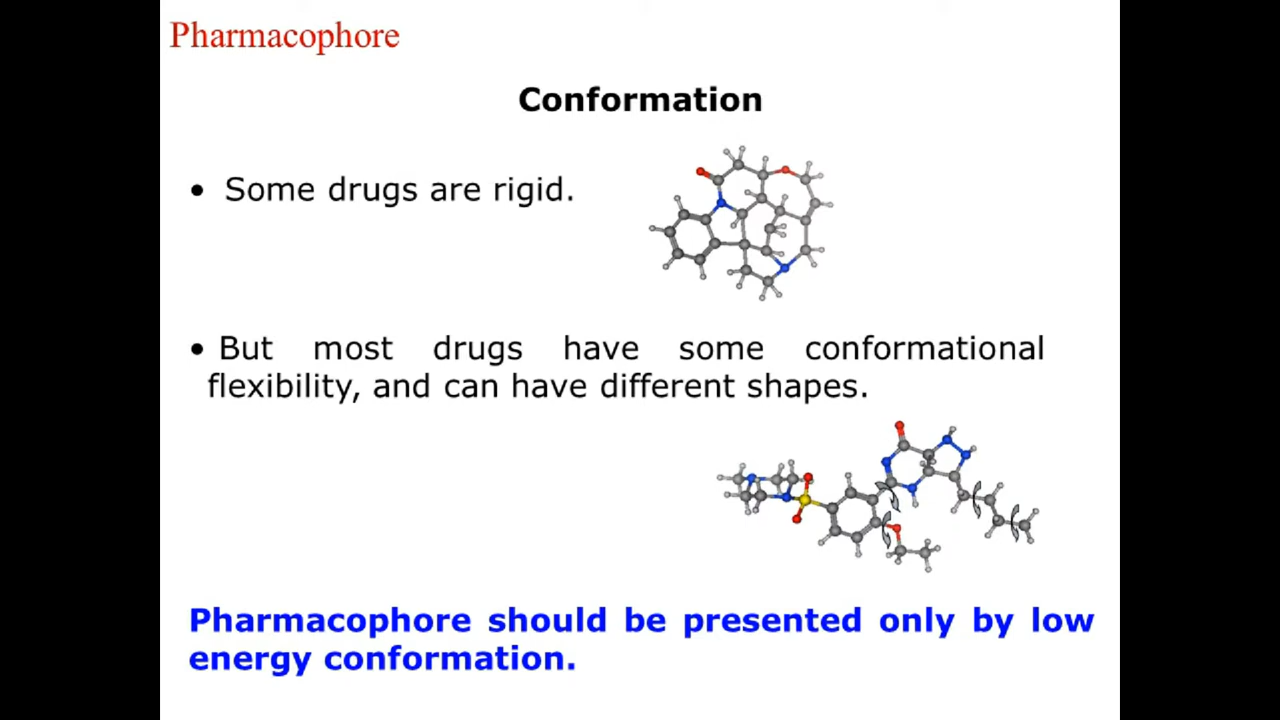 Pharmacophore
Conformation
• Some drugs are rigid.
• But most drugs have some conformational
flexibility, and can have different shapes.
Pharmacophore should be presented only by low
energy conformation.